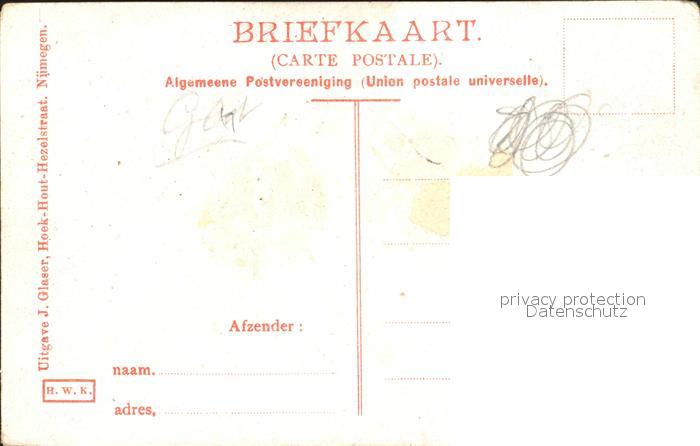 BRIEFKAART.
(CARTE POSTALE).
Algemeene Postvereeniging (Union postale universelle).
Uitgave J. Glaser, Hoek-Hout-Hezelstraat. Nijmegen.
H. W. K.
Afzender :
naam.
adres,
privacy protection
Datenschutz